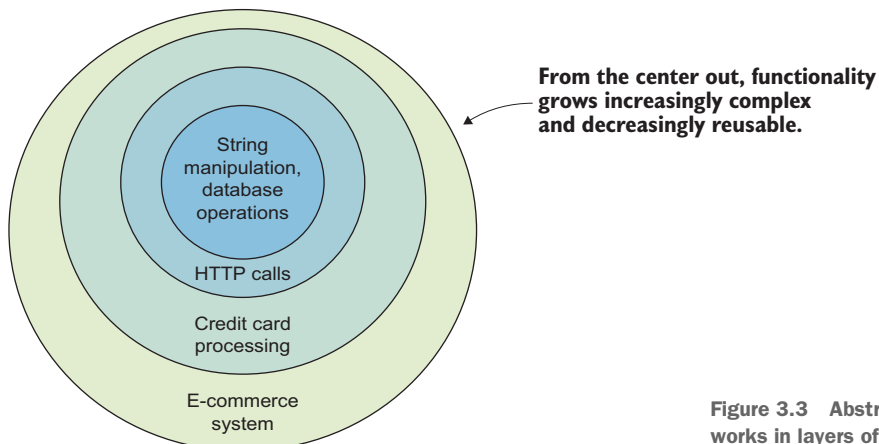 String
manipulation,
database
operations
HTTP calls
Credit card
processing
E-commerce
system
From the center out, functionality
grows increasingly complex
and decreasingly reusable.
Figure 3.3 Abstr
works in layers of